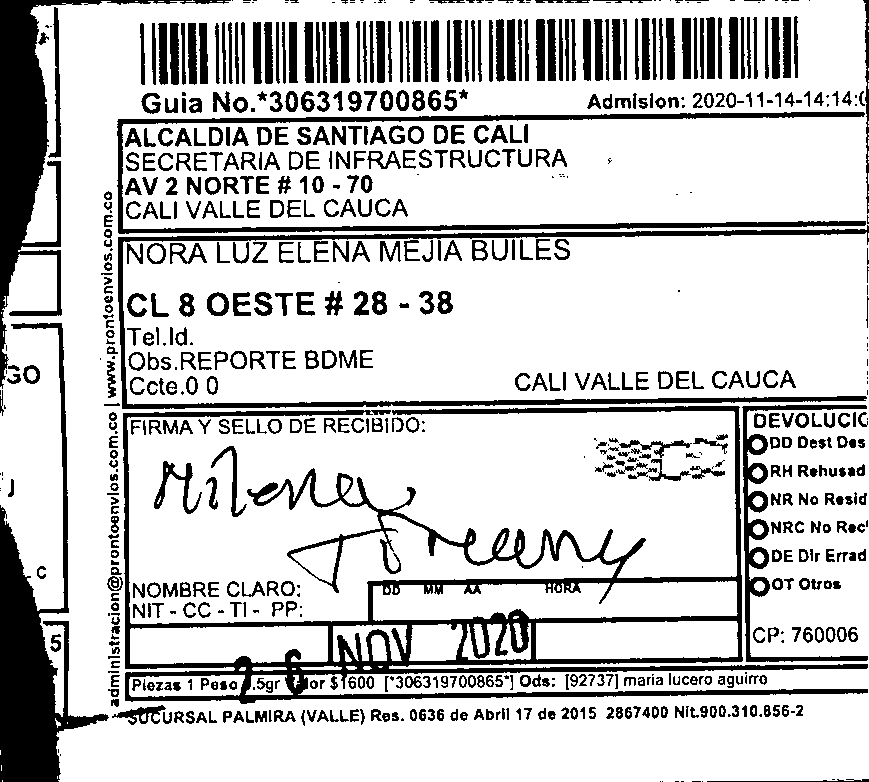 Guia No.*306319700865*
Admision: 2020-11-14-14:14:0
ALCALDIA DE SANTIAGO DE CALI
SECRETARIA DE INFRAESTRUCTURA
AV 2 NORTE # 10 - 70
CALI VALLE DEL CAUCA
NORA LUZ ELENA MEJIA BUILES
CL 8 OESTE # 28 - 38
Tel.Id.
Obs.REPORTE BDME
Ccte.0 0
CALI VALLE DEL CAUCA
administracion@prontoenvios.com.co | www.prontoenvios.com.co
FIRMA Y SELLO DE RECIBIDO:
Milena
NOMBRE CLARO:
NIT - CC - TI - PP:
DD MM AA HORA
26 NOV 2020
DEVOLUCIO
DD Dest Des
RH Rehusad
NR No Resid
NRC No Rec
DE Dir Errad
OT Otros
CP: 760006
Piezas 1 Peso .5gr Valor $1600 [*306319700865*] Ods: [92737] maria lucero aguirre
SUCURSAL PALMIRA (VALLE) Res. 0636 de Abril 17 de 2015 2867400 Nit.900.310.856-2
GO
J
C
5